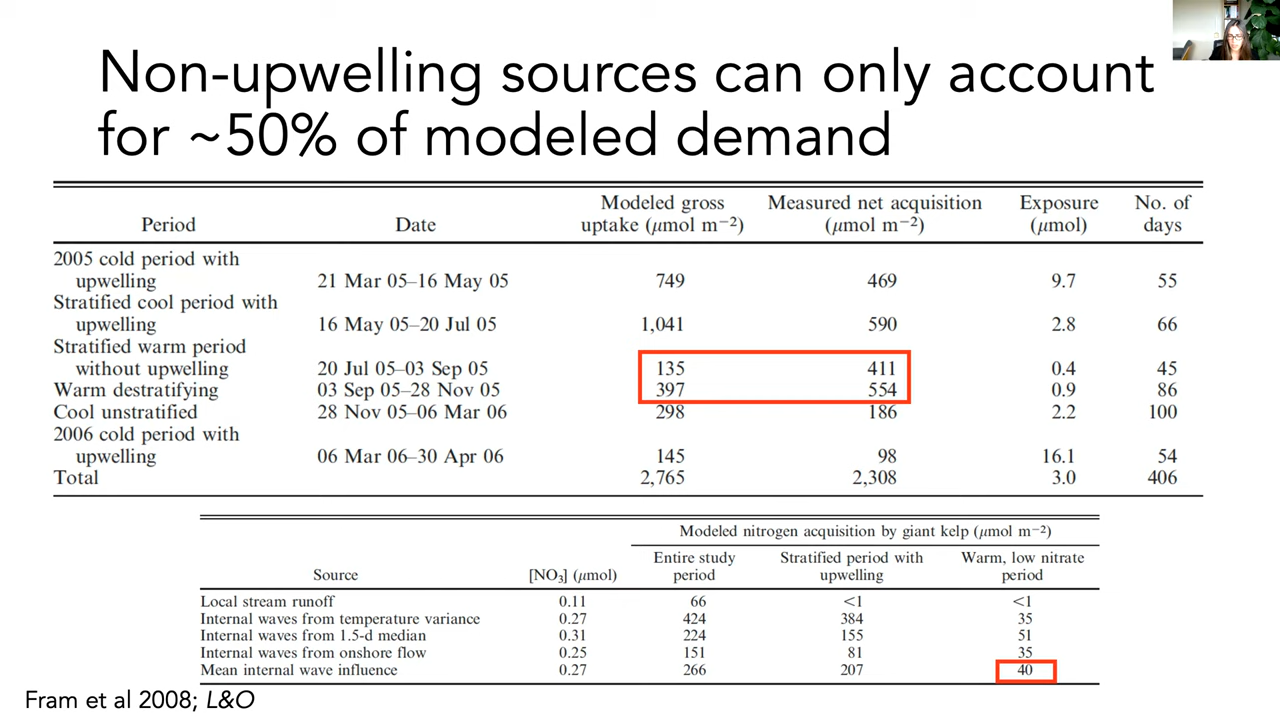 Non-upwelling sources can only account
for ~50% of modeled demand
Period Date Modeled gross uptake (μmol m−2) Measured net acquisition (μmol m−2) Exposure (μmol) No. of days
2005 cold period with
upwelling 21 Mar 05–16 May 05 749 469 9.7 55
Stratified cool period with
upwelling 16 May 05–20 Jul 05 1,041 590 2.8 66
Stratified warm period
without upwelling 20 Jul 05–03 Sep 05 135 411 0.4 45
Warm destratifying 03 Sep 05–28 Nov 05 397 554 0.9 86
Cool unstratified 28 Nov 05–06 Mar 06 298 186 2.2 100
2006 cold period with
upwelling 06 Mar 06–30 Apr 06 145 98 16.1 54
Total 2,765 2,308 3.0 406
Modeled nitrogen acquisition by giant kelp (μmol m−2)
Source [NO3] (μmol) Entire study period Stratified period with upwelling Warm, low nitrate period
Local stream runoff 0.11 66 <1 <1
Internal waves from temperature variance 0.27 424 384 35
Internal waves from 1.5-d median 0.31 224 155 51
Internal waves from onshore flow 0.25 151 81 35
Mean internal wave influence 0.27 266 207 40
Fram et al 2008; L&O